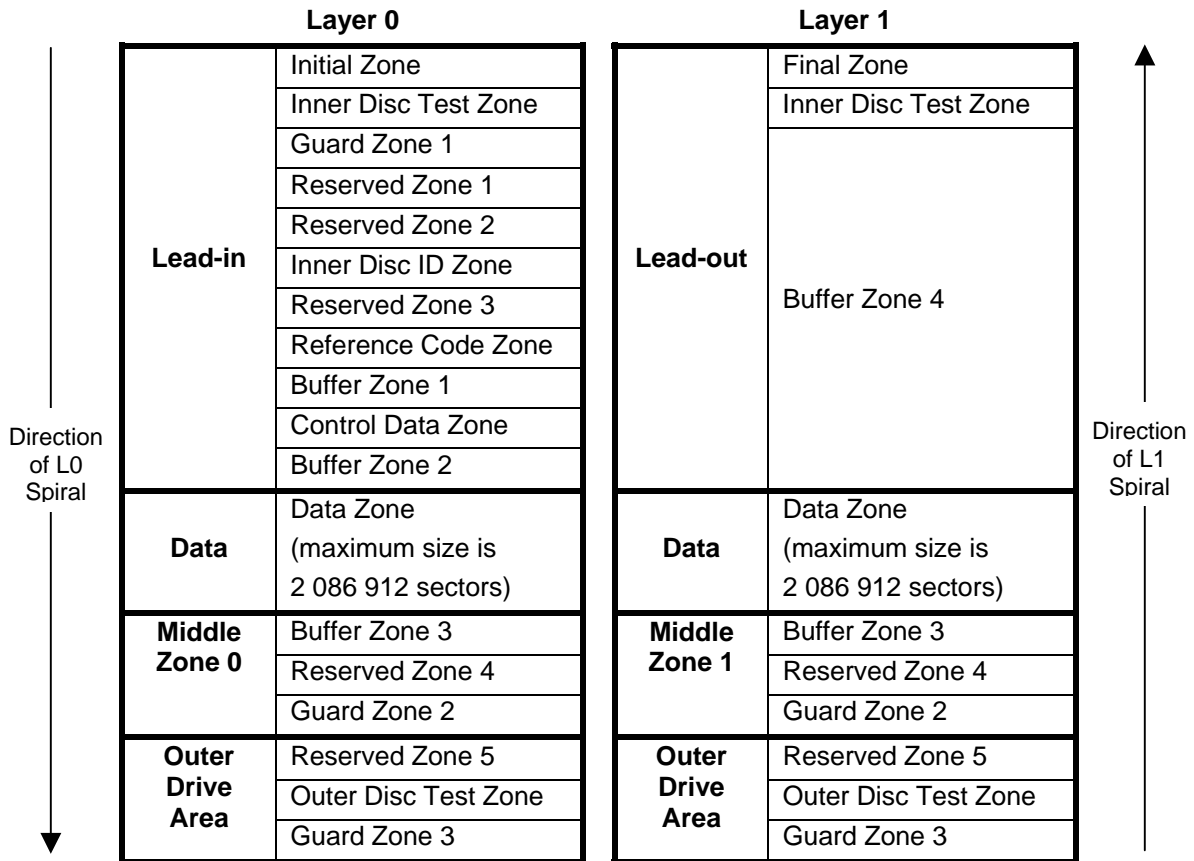 Layer 0
Layer 1
Direction
of L0
Spiral
Lead-in
Initial Zone
Inner Disc Test Zone
Guard Zone 1
Reserved Zone 1
Reserved Zone 2
Inner Disc ID Zone
Reserved Zone 3
Reference Code Zone
Buffer Zone 1
Control Data Zone
Buffer Zone 2
Data
Data Zone
(maximum size is
2 086 912 sectors)
Middle
Zone 0
Buffer Zone 3
Reserved Zone 4
Guard Zone 2
Outer
Drive
Area
Reserved Zone 5
Outer Disc Test Zone
Guard Zone 3
Lead-out
Final Zone
Inner Disc Test Zone
Buffer Zone 4
Data
Data Zone
(maximum size is
2 086 912 sectors)
Middle
Zone 1
Buffer Zone 3
Reserved Zone 4
Guard Zone 2
Outer
Drive
Area
Reserved Zone 5
Outer Disc Test Zone
Guard Zone 3
Direction
of L1
Spiral